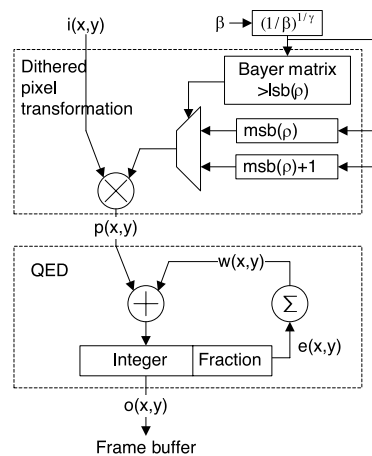 i(x,y)
β
(1/β)^{1/γ}
Dithered
pixel
transformation
Bayer matrix
>lsb(ρ)
msb(ρ)
msb(ρ)+1
×
p(x,y)
QED
w(x,y)
+
Σ
e(x,y)
Integer
Fraction
o(x,y)
Frame buffer